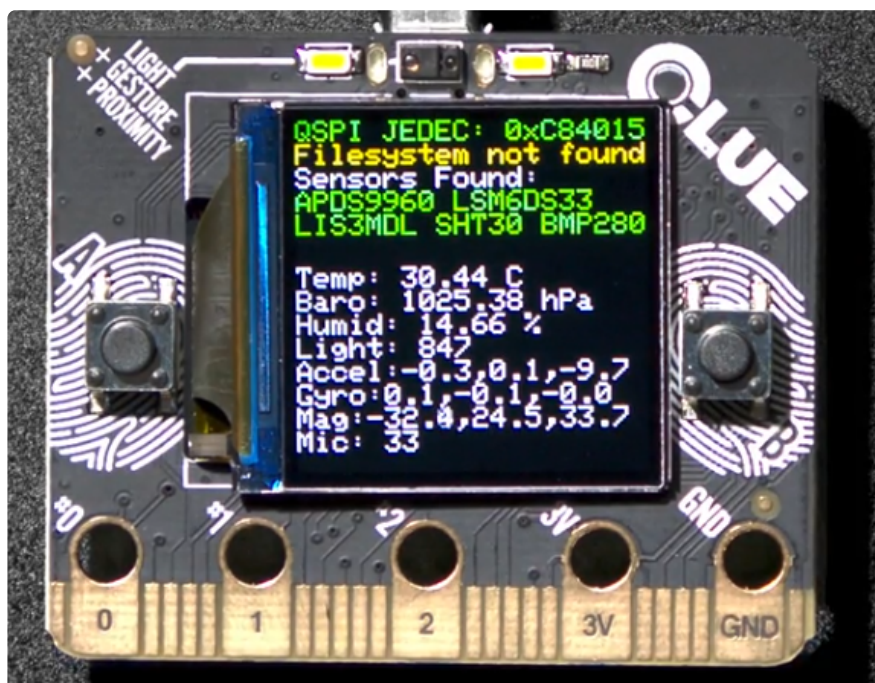 + LIGHT
+ GESTURE
+ PROXIMITY
CLUE
QSPI JEDEC: 0xC84015
Filesystem not found
Sensors Found:
APDS9960 LSM6DS33
LIS3MDL SHT30 BMP280
Temp: 30.44 C
Baro: 1025.38 hPa
Humid: 14.66 %
Light: 847
Accel:-0.3,0.1,-9.7
Gyro:0.1,-0.1,-0.0
Mag:-32.0,24.5,33.7
Mic: 33
A
B
#0 #1 #2 3V GND
0 1 2 3V GND